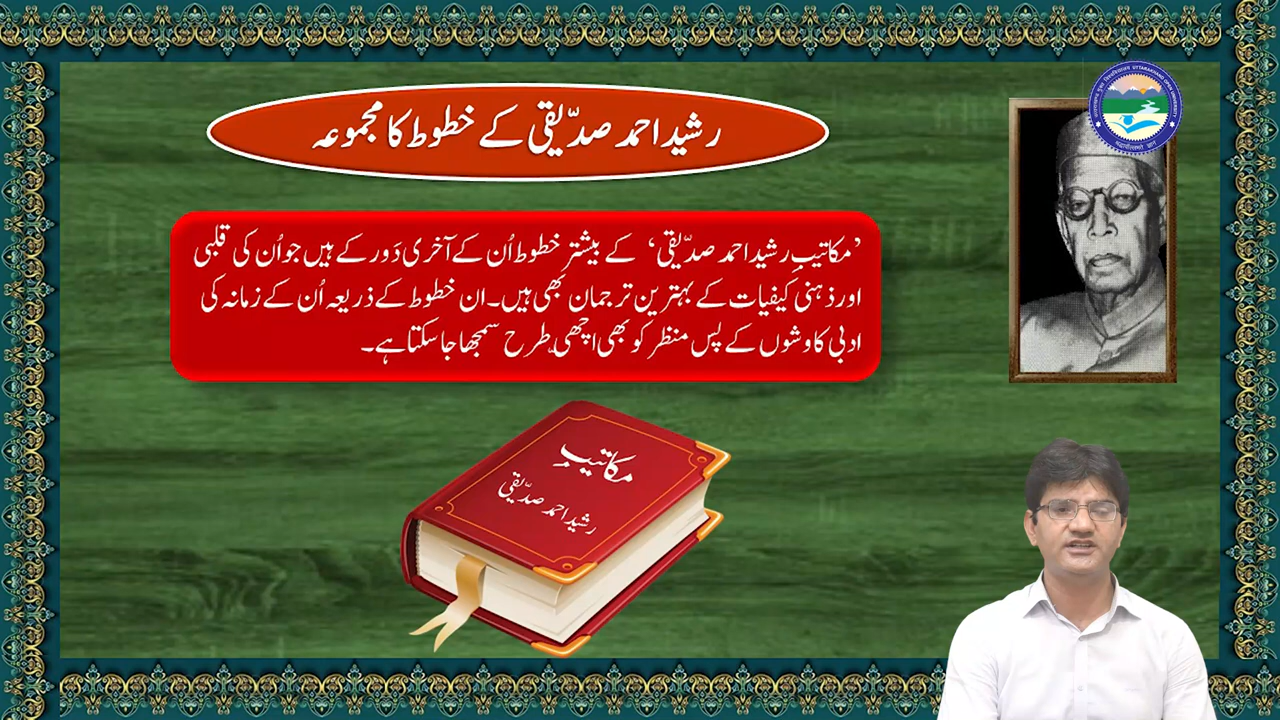 رشید احمد صدّیقی کے خطوط کا مجموعہ
’مکاتیبِ رشید احمد صدّیقی‘ کے بیشتر خطوط اُن کے آخری دَور کے ہیں جو اُن کی قلبی
اور ذہنی کیفیات کے بہترین ترجمان بھی ہیں۔ ان خطوط کے ذریعہ اُن کے زمانہ کی
ادبی کاوشوں کے پس منظر کو بھی اچھی طرح سمجھا جا سکتا ہے۔
مکاتیبِ
رشید احمد صدّیقی
UTTARAKHAND OPEN UNIVERSITY